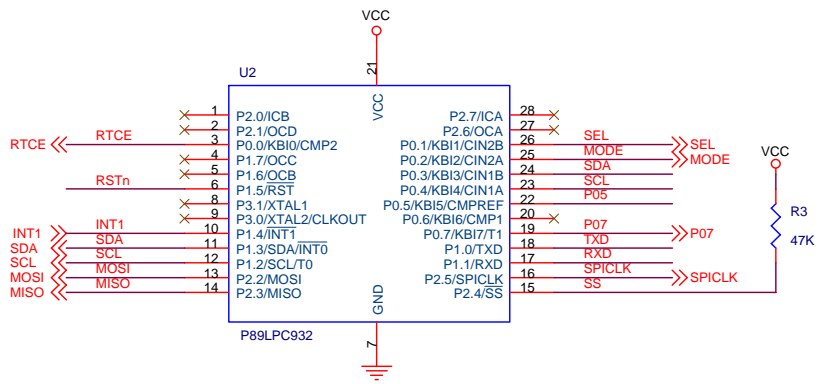 VCC
21
U2
VCC
1 P2.0/ICB P2.7/ICA 28
2 P2.1/OCD P2.6/OCA 27
RTCE RTCE 3 P0.0/KBI0/CMP2 P0.1/KBI1/CIN2B 26 SEL SEL
4 P1.7/OCC P0.2/KBI2/CIN2A 25 MODE MODE
5 P1.6/OCB P0.3/KBI3/CIN1B 24 SDA
RSTn 6 P1.5/RST P0.4/KBI4/CIN1A 23 SCL
8 P3.1/XTAL1 P0.5/KBI5/CMPREF 22 P05
9 P3.0/XTAL2/CLKOUT P0.6/KBI6/CMP1 20
INT1 INT1 10 P1.4/INT1 P0.7/KBI7/T1 19 P07 P07
SDA SDA 11 P1.3/SDA/INT0 P1.0/TXD 18 TXD
SCL SCL 12 P1.2/SCL/T0 P1.1/RXD 17 RXD
MOSI MOSI 13 P2.2/MOSI P2.5/SPICLK 16 SPICLK SPICLK
MISO MISO 14 P2.3/MISO P2.4/SS 15 SS
VCC
R3
47K
GND
P89LPC932
7